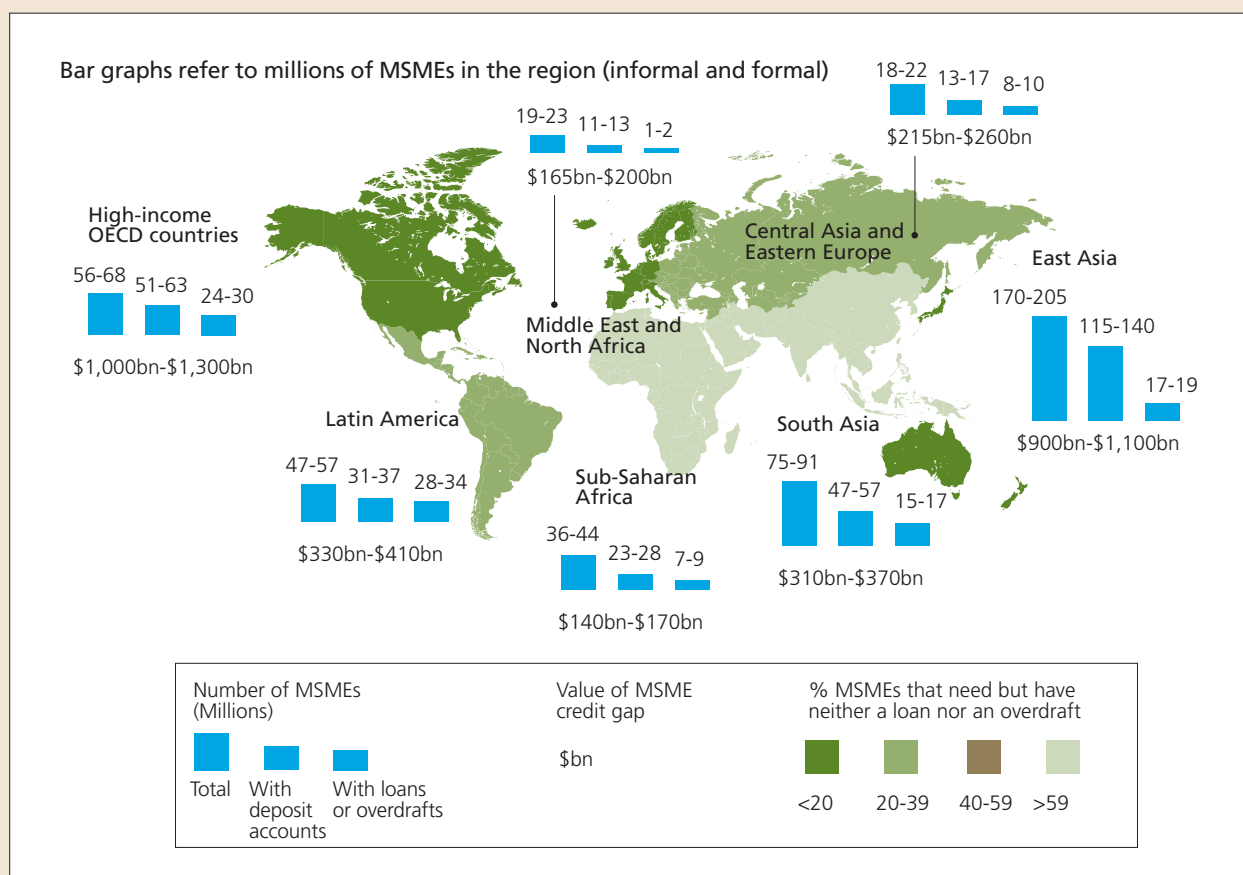 Bar graphs refer to millions of MSMEs in the region (informal and formal)
18-22
13-17
8-10
$215bn-$260bn
19-23
11-13
1-2
$165bn-$200bn
High-income
OECD countries
56-68
51-63
24-30
$1,000bn-$1,300bn
Central Asia and
Eastern Europe
East Asia
170-205
115-140
17-19
$900bn-$1,100bn
Middle East and
North Africa
Latin America
47-57
31-37
28-34
$330bn-$410bn
Sub-Saharan
Africa
36-44
23-28
7-9
$140bn-$170bn
South Asia
75-91
47-57
15-17
$310bn-$370bn
Number of MSMEs
(Millions)
Total
With
deposit
accounts
With loans
or overdrafts
Value of MSME
credit gap
$bn
% MSMEs that need but have
neither a loan nor an overdraft
<20
20-39
40-59
>59